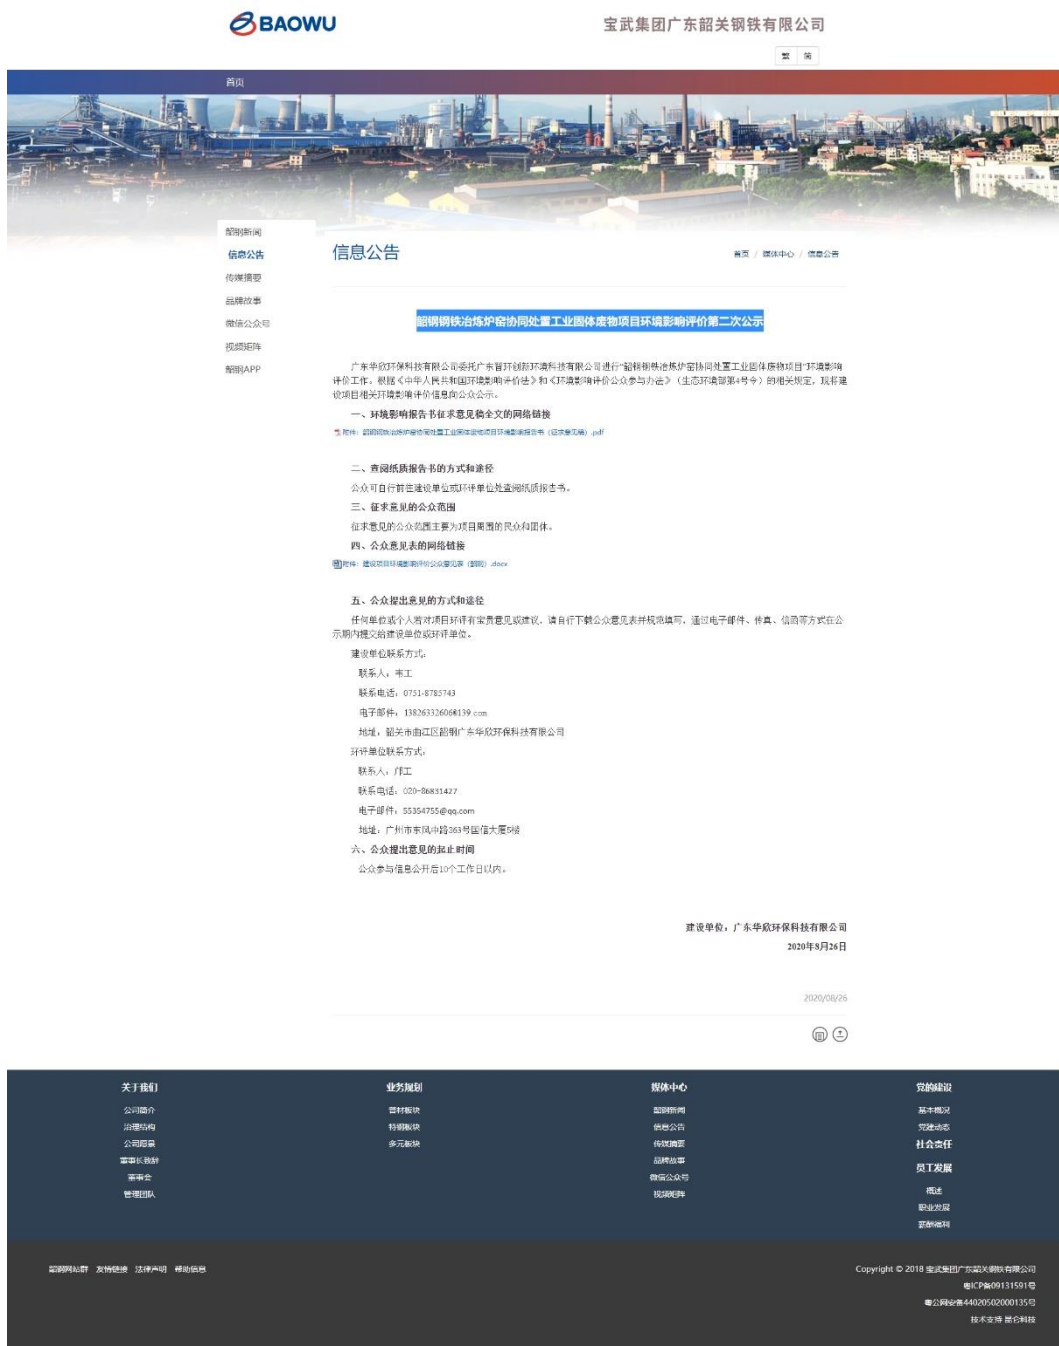 BAOWU
宝武集团广东韶关钢铁有限公司
繁 简
首页
韶钢新闻
信息公告
传媒摘要
品牌故事
微信公众号
视频矩阵
韶钢APP
信息公告
首页 / 媒体中心 / 信息公告
韶钢钢铁冶炼炉窑协同处置工业固体废物项目环境影响评价第二次公示
广东华欣环保科技有限公司委托广东智环创新环境科技有限公司进行“韶钢钢铁冶炼炉窑协同处置工业固体废物项目”环境影响
评价工作。根据《中华人民共和国环境影响评价法》和《环境影响评价公众参与办法》（生态环境部第4号令）的相关规定，现将建
设项目相关环境影响评价信息向公众公示。
一、环境影响报告书征求意见稿全文的网络链接
附件：韶钢钢铁冶炼炉窑协同处置工业固体废物项目环境影响报告书（征求意见稿）.pdf
二、查阅纸质报告书的方式和途径
公众可自行前往建设单位或环评单位处查阅纸质报告书。
三、征求意见的公众范围
征求意见的公众范围主要为项目周围的民众和团体。
四、公众意见表的网络链接
附件：建设项目环境影响评价公众意见表（韶钢）.docx
五、公众提出意见的方式和途径
任何单位或个人若对项目环评有宝贵意见或建议，请自行下载公众意见表并规范填写，通过电子邮件、传真、信函等方式在公
示期内提交给建设单位或环评单位。
建设单位联系方式：
联系人：韦工
联系电话：0751-8785743
电子邮件：13826332606@139.com
地址：韶关市曲江区韶钢广东华欣环保科技有限公司
环评单位联系方式：
联系人：邝工
联系电话：020-86831427
电子邮件：55354755@qq.com
地址：广州市东风中路363号国信大厦5楼
六、公众提出意见的起止时间
公众参与信息公开后10个工作日以内。
建设单位：广东华欣环保科技有限公司
2020年8月26日
2020/08/26
关于我们 业务规划 媒体中心 党的建设
公司简介 普材板块 韶钢新闻 基本概况
治理结构 特钢板块 信息公告 党建动态
公司愿景 多元板块 传媒摘要 社会责任
董事长致辞 品牌故事 员工发展
董事会 微信公众号
管理团队 视频矩阵 概述
职业发展
薪酬福利
韶钢网站群 友情链接 法律声明 帮助信息
Copyright © 2018 宝武集团广东韶关钢铁有限公司
粤ICP备09131591号
粤公网安备44020502000135号
技术支持 昆仑科技